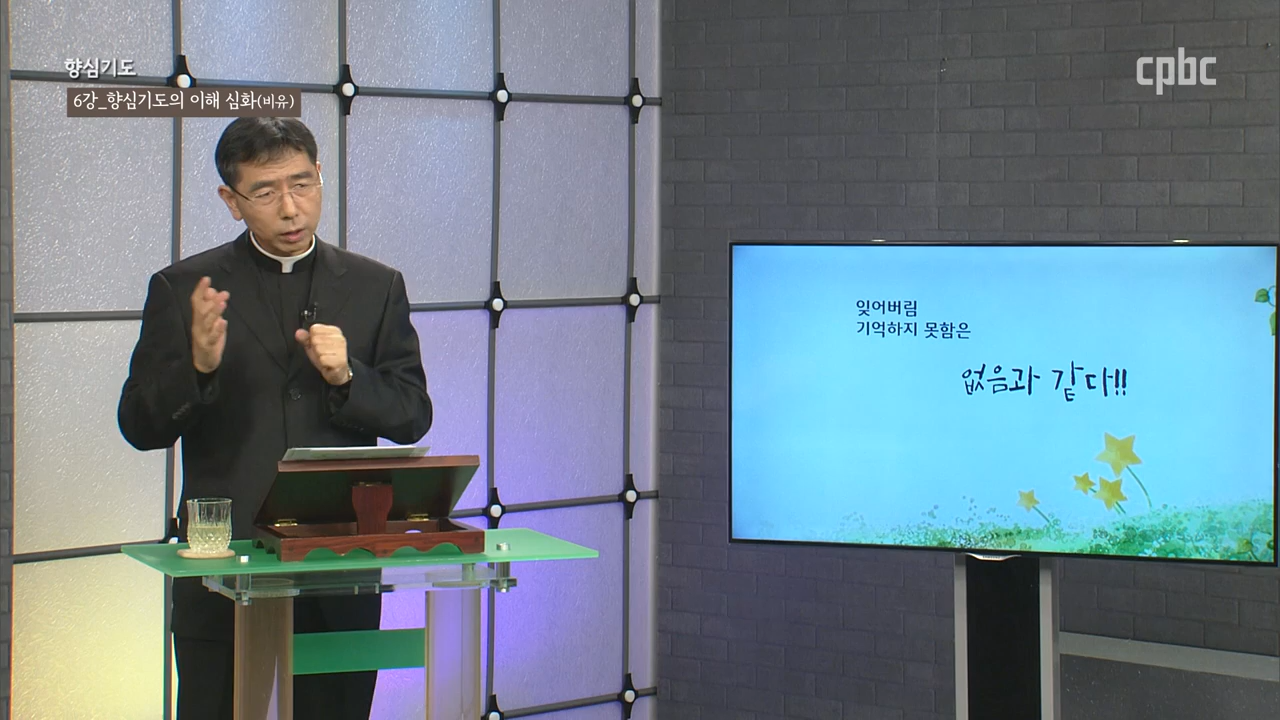 향심기도
6강_향심기도의 이해 심화(비유)
cpbc
잊어버림
기억하지 못함은
없음과 같다!!